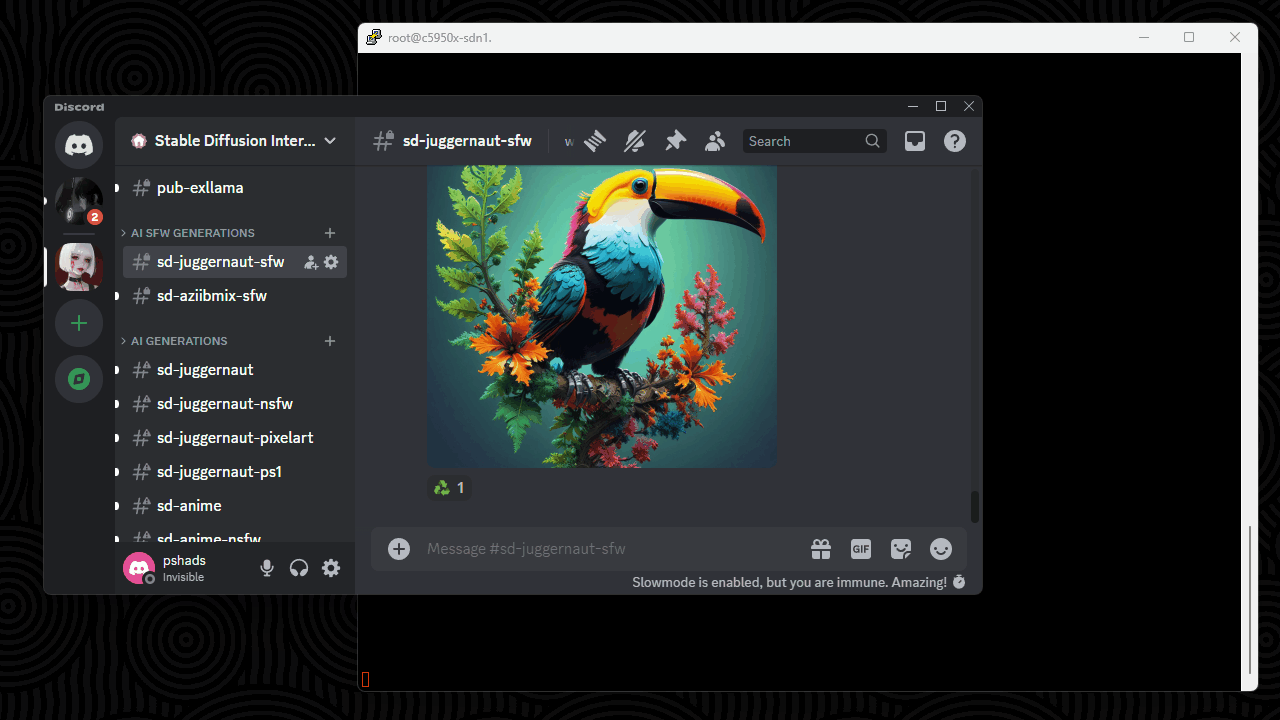 root@c5950x-sdn1.
Discord
Stable Diffusion Inter...
sd-juggernaut-sfw
w
Search
pub-exllama
AI SFW GENERATIONS
sd-juggernaut-sfw
sd-aziibmix-sfw
AI GENERATIONS
sd-juggernaut
sd-juggernaut-nsfw
sd-juggernaut-pixelart
sd-juggernaut-ps1
sd-anime
sd-anime-nsfw
2
1
Message #sd-juggernaut-sfw
GIF
pshads
Invisible
Slowmode is enabled, but you are immune. Amazing!